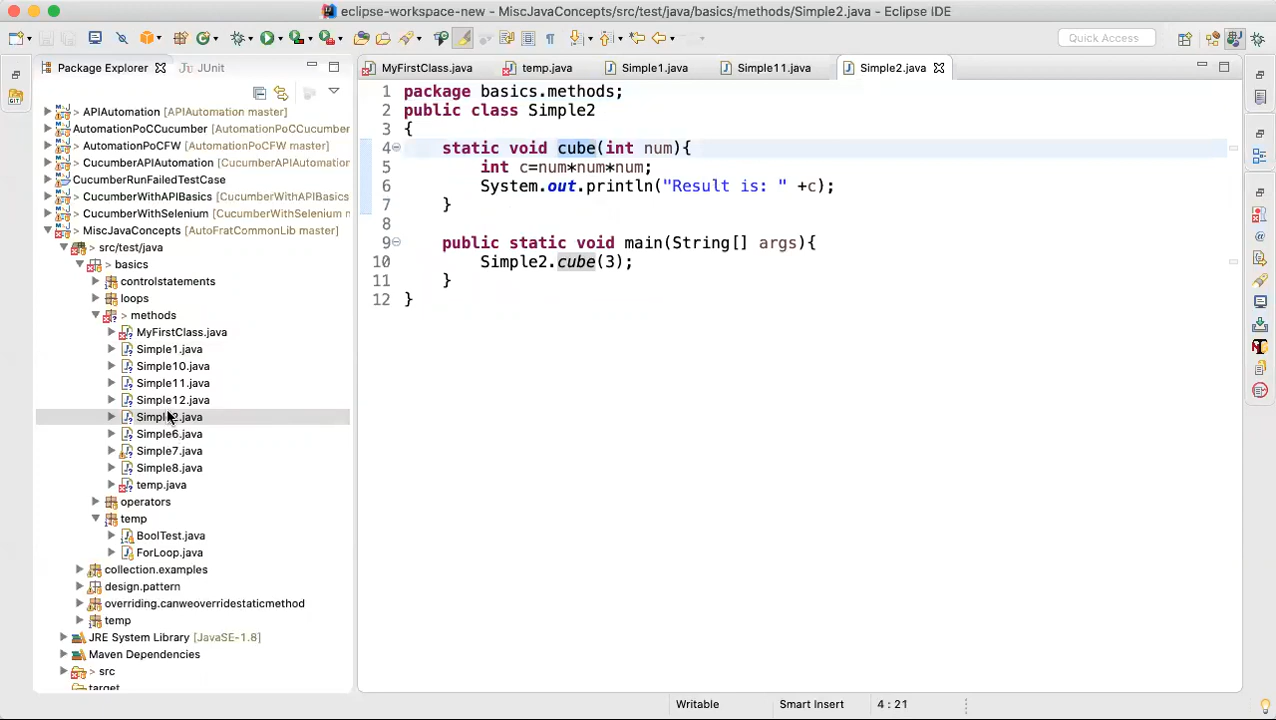 eclipse-workspace-new - MiscJavaConcepts/src/test/java/basics/methods/Simple2.java - Eclipse IDE
Quick Access
Package Explorer
JUnit
> APIAutomation [APIAutomation master]
AutomationPoCCucumber [AutomationPoCCucumber
> AutomationPoCFW [AutomationPoCFW master]
> CucumberAPIAutomation [CucumberAPIAutomation
CucumberRunFailedTestCase
> CucumberWithAPIBasics [CucumberWithAPIBasics
> CucumberWithSelenium [CucumberWithSelenium m
> MiscJavaConcepts [AutoFratCommonLib master]
> src/test/java
> basics
controlstatements
loops
> methods
MyFirstClass.java
Simple1.java
Simple10.java
Simple11.java
Simple12.java
Simple2.java
Simple6.java
Simple7.java
Simple8.java
temp.java
operators
temp
BoolTest.java
ForLoop.java
collection.examples
design.pattern
overriding.canweoverridestaticmethod
temp
JRE System Library [JavaSE-1.8]
Maven Dependencies
> src
target
MyFirstClass.java
temp.java
Simple1.java
Simple11.java
Simple2.java
1 package basics.methods;
2 public class Simple2
3 {
4 static void cube(int num){
5 int c=num*num*num;
6 System.out.println("Result is: " +c);
7 }
8
9 public static void main(String[] args){
10 Simple2.cube(3);
11 }
12 }
Writable
Smart Insert
4 : 21